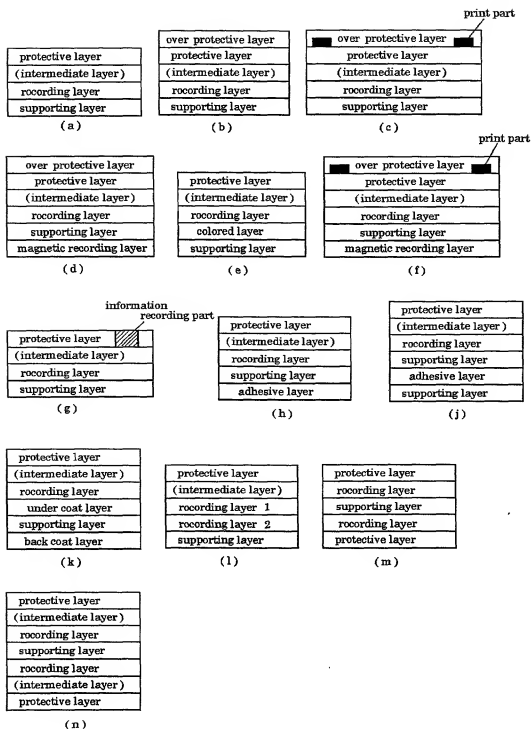 print part
over protective layer
protective layer
(intermediate layer)
rocording layer
supporting layer
(c)
over protective layer
protective layer
(intermediate layer)
rocording layer
supporting layer
(b)
protective layer
(intermediate layer)
rocording layer
supporting layer
(a)
print part
over protective layer
protective layer
(intermediate layer)
rocording layer
supporting layer
magnetic recording layer
(d)
protective layer
(intermediate layer)
rocording layer
colored layer
supporting layer
(e)
over protective layer
protective layer
(intermediate layer)
rocording layer
supporting layer
magnetic recording layer
(f)
information
recording part
protective layer
(intermediate layer)
rocording layer
supporting layer
(g)
protective layer
(intermediate layer)
rocording layer
supporting layer
adhesive layer
(h)
protective layer
(intermediate layer)
rocording layer
supporting layer
adhesive layer
supporting layer
(j)
protective layer
(intermediate layer)
rocording layer
under coat layer
supporting layer
back coat layer
(k)
protective layer
(intermediate layer)
rocording layer 1
rocording layer 2
supporting layer
(l)
protective layer
rocording layer
supporting layer
rocording layer
protective layer
(m)
protective layer
(intermediate layer)
rocording layer
supporting layer
rocording layer
(intermediate layer)
protective layer
(n)